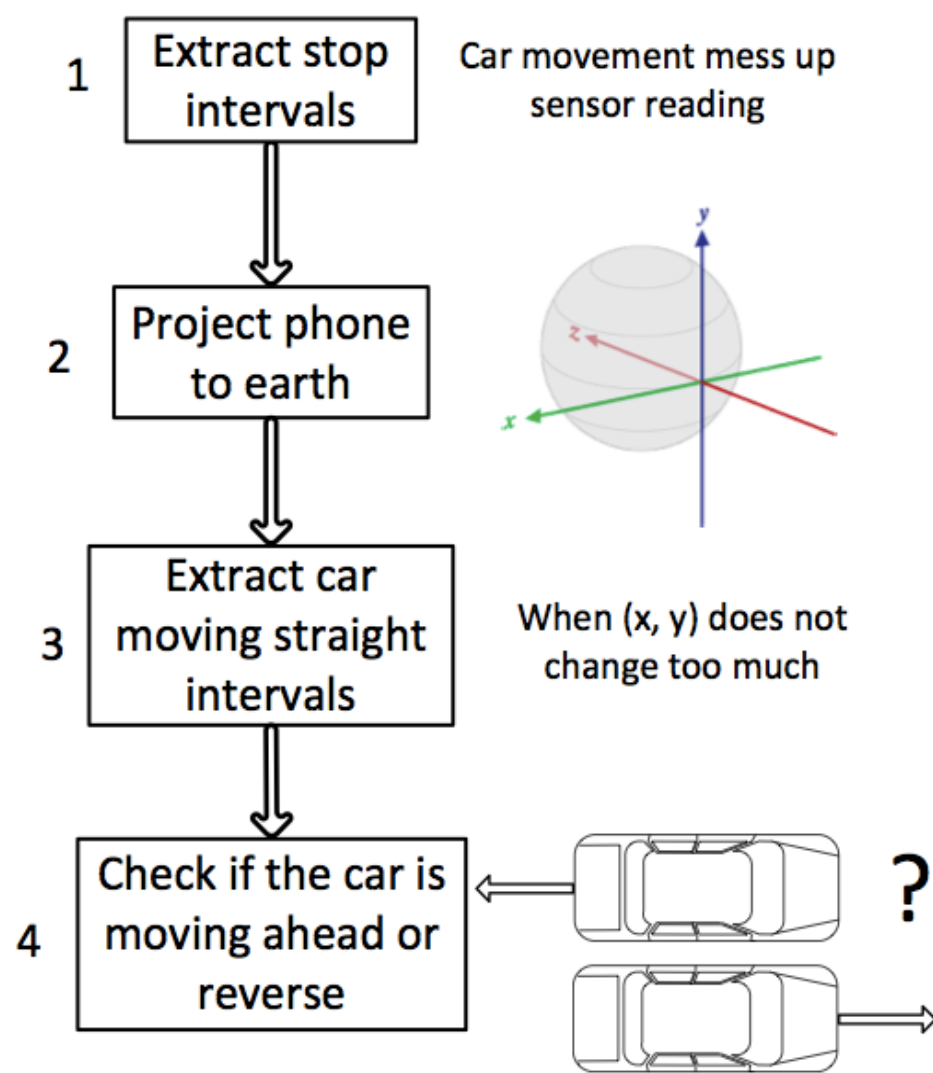 1
Extract stop
intervals
Car movement mess up
sensor reading
2
Project phone
to earth
y
z
x
3
Extract car
moving straight
intervals
When (x, y) does not
change too much
4
Check if the car is
moving ahead or
reverse
?